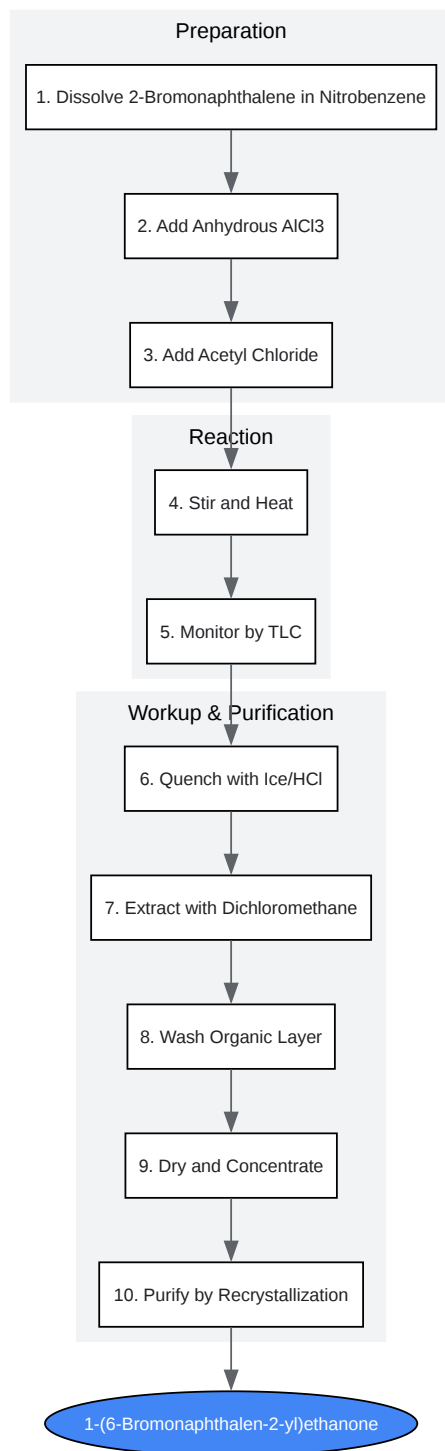 Preparation
1. Dissolve 2-Bromonaphthalene in Nitrobenzene
2. Add Anhydrous AlCl3
3. Add Acetyl Chloride
Reaction
4. Stir and Heat
5. Monitor by TLC
Workup & Purification
6. Quench with Ice/HCl
7. Extract with Dichloromethane
8. Wash Organic Layer
9. Dry and Concentrate
10. Purify by Recrystallization
1-(6-Bromonaphthalen-2-yl)ethanone